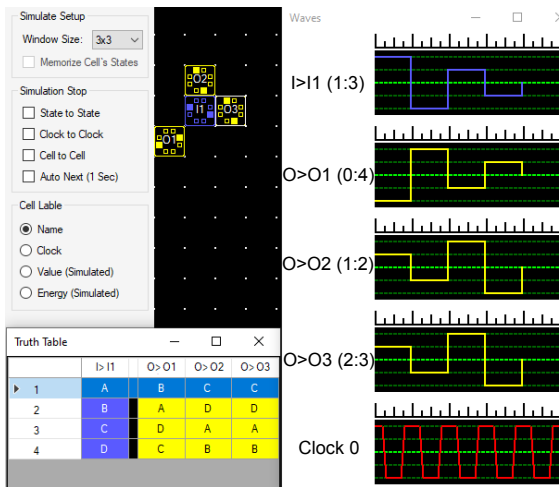 Simulate Setup
Window Size: 3x3
Memorize Cell's States
Simulation Stop
State to State
Clock to Clock
Cell to Cell
Auto Next (1 Sec)
Cell Lable
Name
Clock
Value (Simulated)
Energy (Simulated)
O2
I1
O3
O1
Truth Table
I> I1 O> O1 O> O2 O> O3
1 A B C C
2 B A D D
3 C D A A
4 D C B B
Waves
I>I1 (1:3)
O>O1 (0:4)
O>O2 (1:2)
O>O3 (2:3)
Clock 0